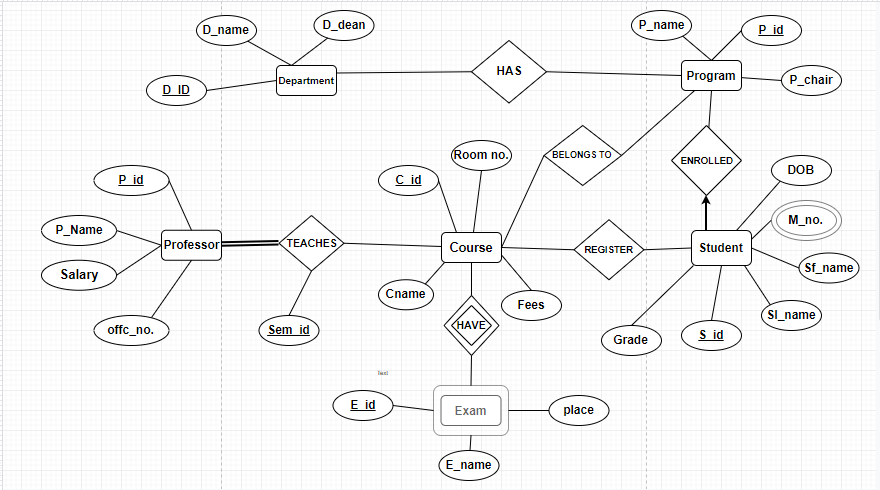 D_name
D_dean
P_name
P_id
D_ID
Department
HAS
Program
P_chair
Room no.
BELONGS TO
ENROLLED
DOB
P_id
C_id
M_no.
P_Name
Professor
TEACHES
Course
REGISTER
Student
Salary
Sf_name
Cname
Fees
Sl_name
offc_no.
Sem_id
HAVE
Grade
S_id
Text
E_id
Exam
place
E_name